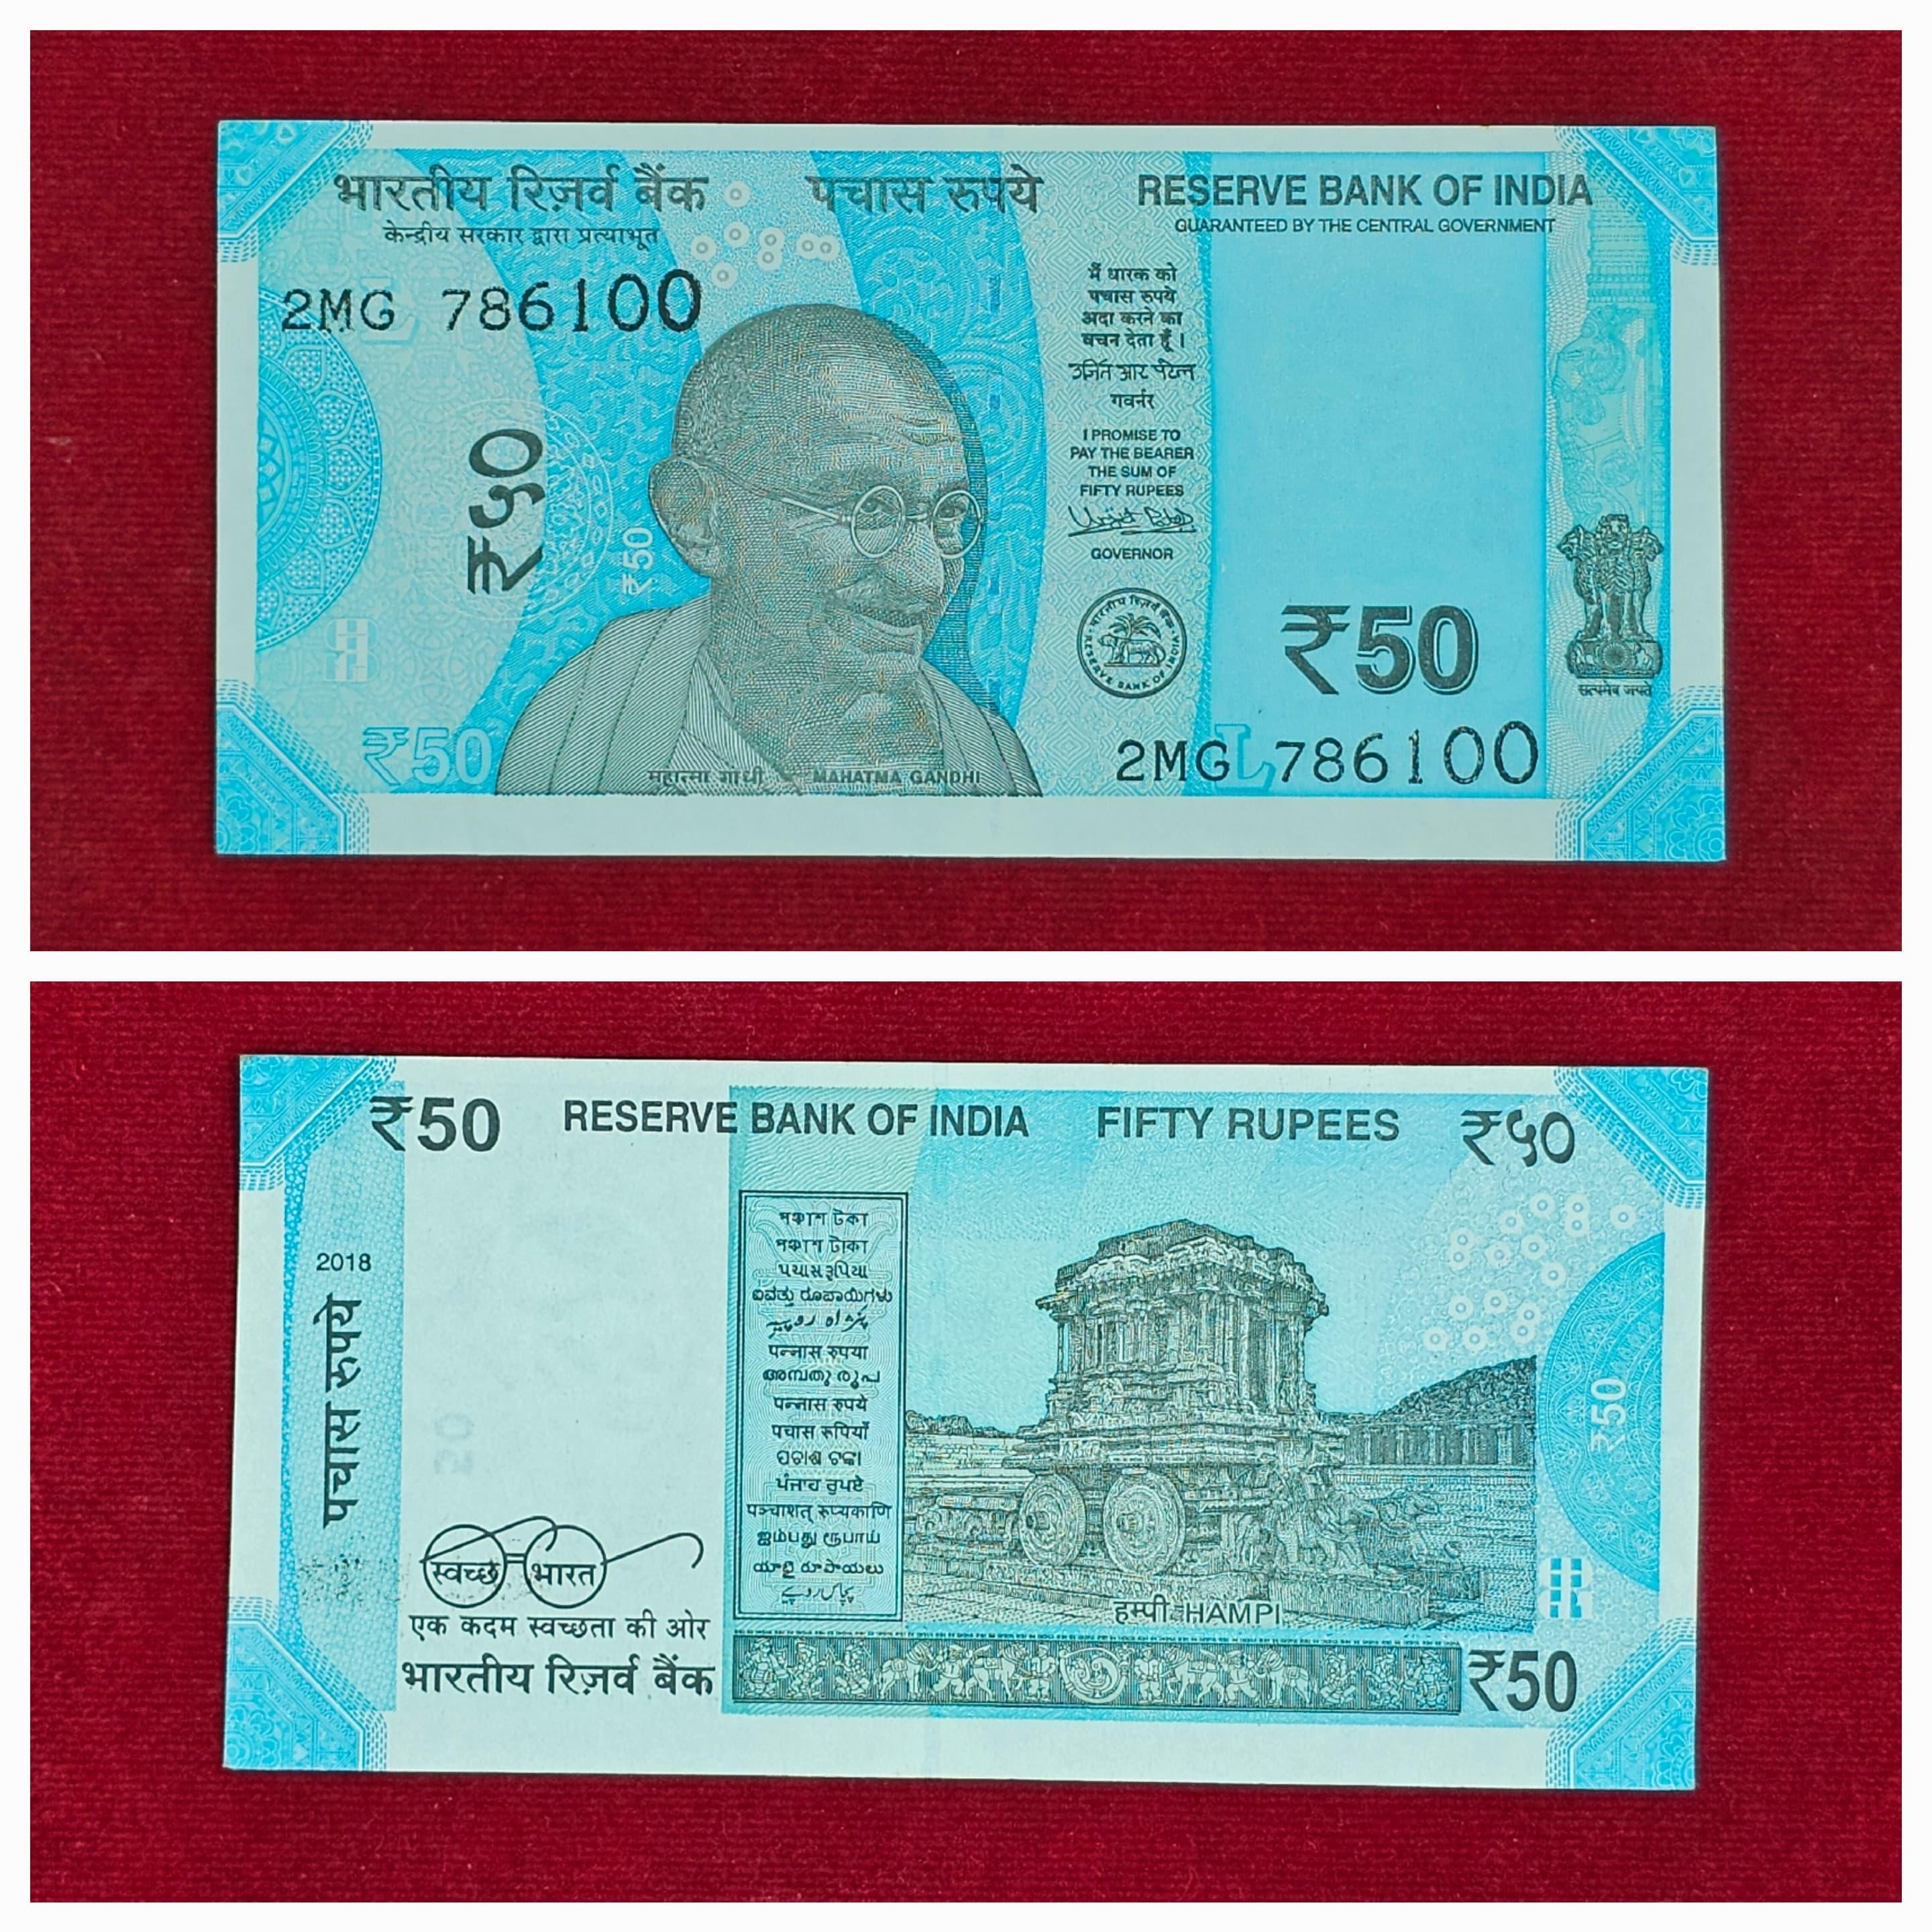 भारतीय रिज़र्व बैंक
केन्द्रीय सरकार द्वारा प्रत्याभूत
पचास रुपये
RESERVE BANK OF INDIA
GUARANTEED BY THE CENTRAL GOVERNMENT
2MG 786100
मैं धारक को
पचास रुपये
अदा करने का
वचन देता हूँ ।
गवर्नर
I PROMISE TO
PAY THE BEARER
THE SUM OF
FIFTY RUPEES
GOVERNOR
₹५०
₹50
₹50
महात्मा गांधी MAHATMA GANDHI
भारतीय रिज़र्व बैंक
RESERVE BANK OF INDIA
₹50
सत्यमेव जयते
L
2MG 786100
₹50
RESERVE BANK OF INDIA
FIFTY RUPEES
₹५०
2018
पचास रुपये
পঞ্চাশ টকা
পঞ্চাশ টাকা
પચાસ રૂપિયા
ಐವತ್ತು ರೂಪಾಯಿಗಳು
پَنٛژاہ روپیہِ
पन्नास रुपया
അമ്പതു രൂപ
पन्नास रुपये
पचास रुपियाँ
ପଚାଶ ଟଙ୍କା
ਪੰਜਾਹ ਰੁਪਏ
पञ्चाशत् रूप्यकाणि
ஐம்பது ரூபாய்
యాభై రూపాయలు
پچاس روپے
₹50
स्वच्छ भारत
एक कदम स्वच्छता की ओर
भारतीय रिज़र्व बैंक
हम्पी HAMPI
₹50